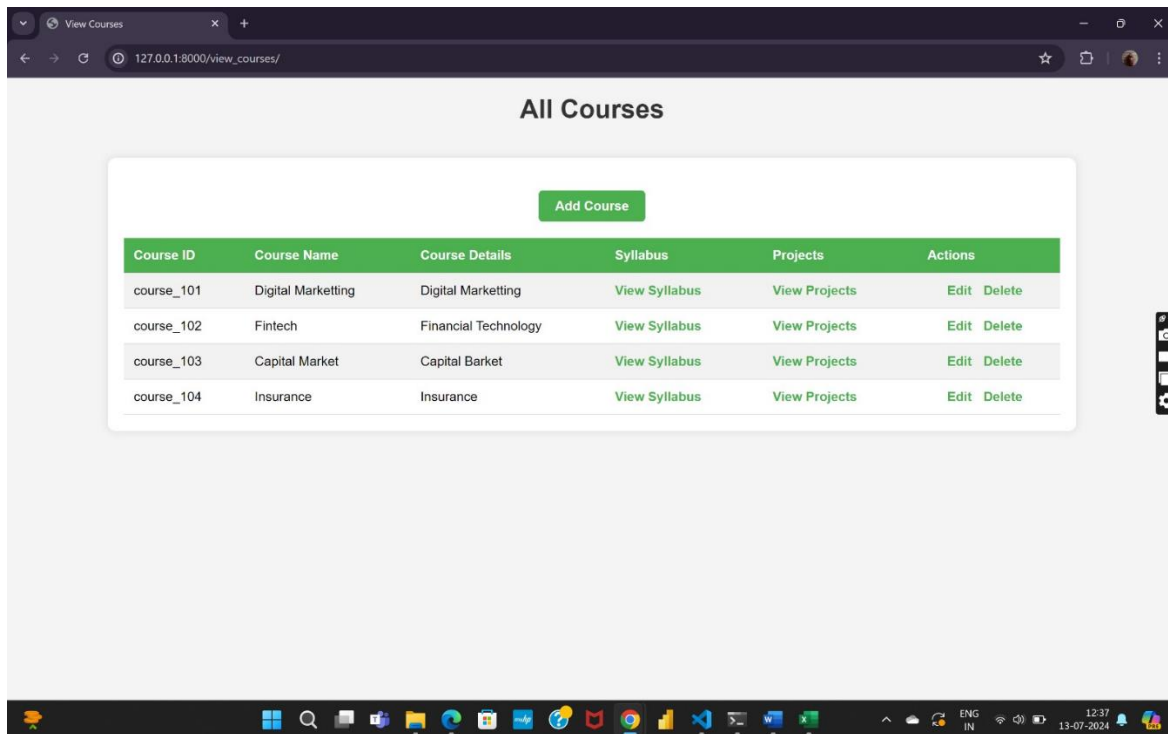 View Courses
127.0.0.1:8000/view_courses/
All Courses
Add Course
Course ID Course Name Course Details Syllabus Projects Actions
course_101 Digital Marketting Digital Marketting View Syllabus View Projects Edit Delete
course_102 Fintech Financial Technology View Syllabus View Projects Edit Delete
course_103 Capital Market Capital Barket View Syllabus View Projects Edit Delete
course_104 Insurance Insurance View Syllabus View Projects Edit Delete
ENG 12:37
IN 13-07-2024